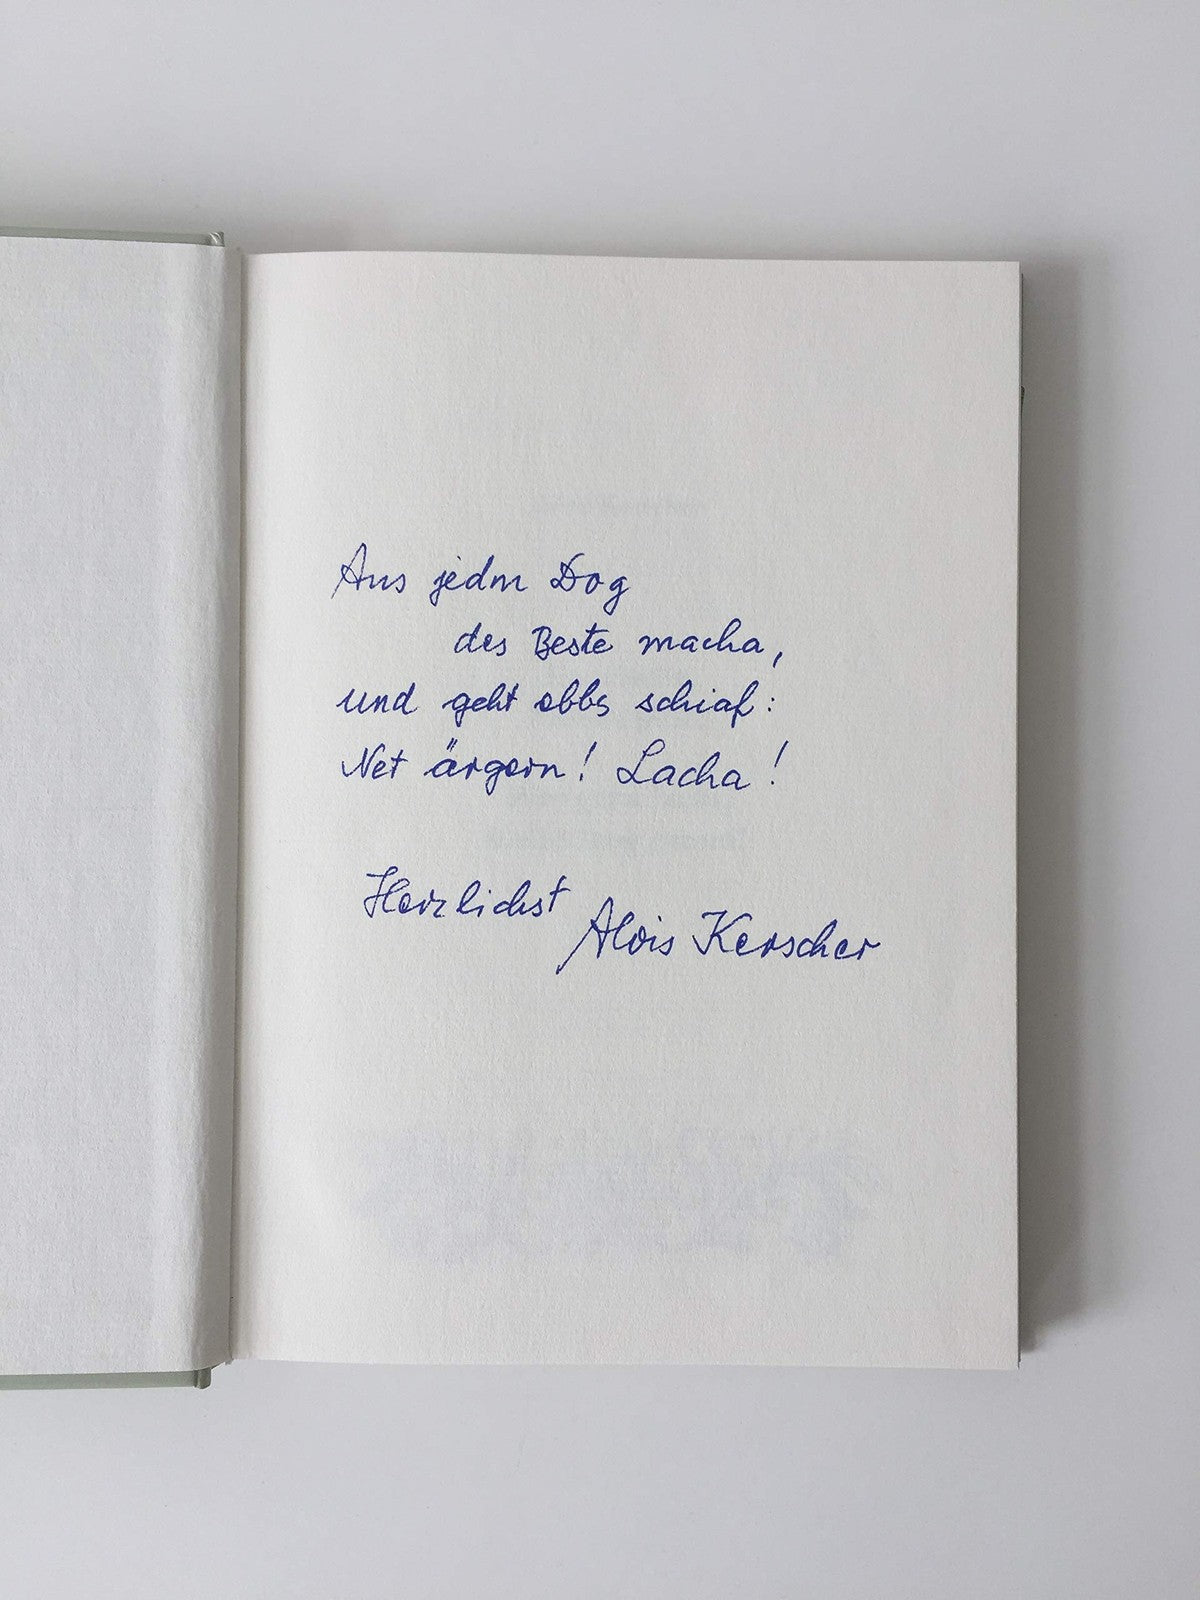 Aus jedm Dog
des Beste macha,
und geht ebbs schiaf:
Net ärgern! Lacha!
Herzlichst
Alois Kerscher